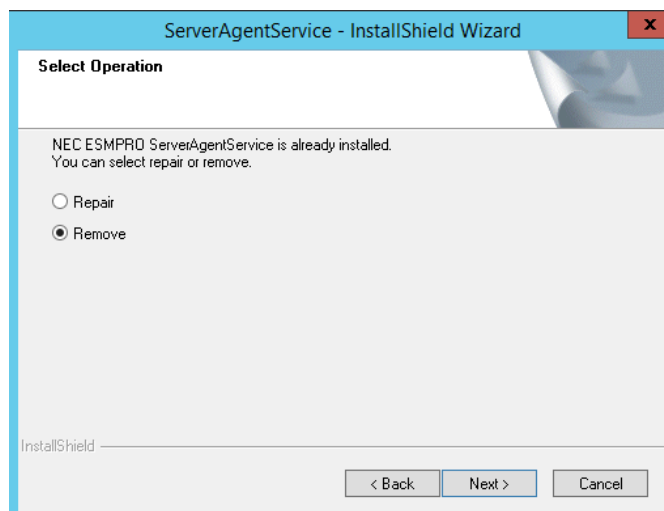 ServerAgentService - InstallShield Wizard
x
Select Operation
NEC ESMPRO ServerAgentService is already installed.
You can select repair or remove.
Repair
Remove
InstallShield
< Back
Next >
Cancel